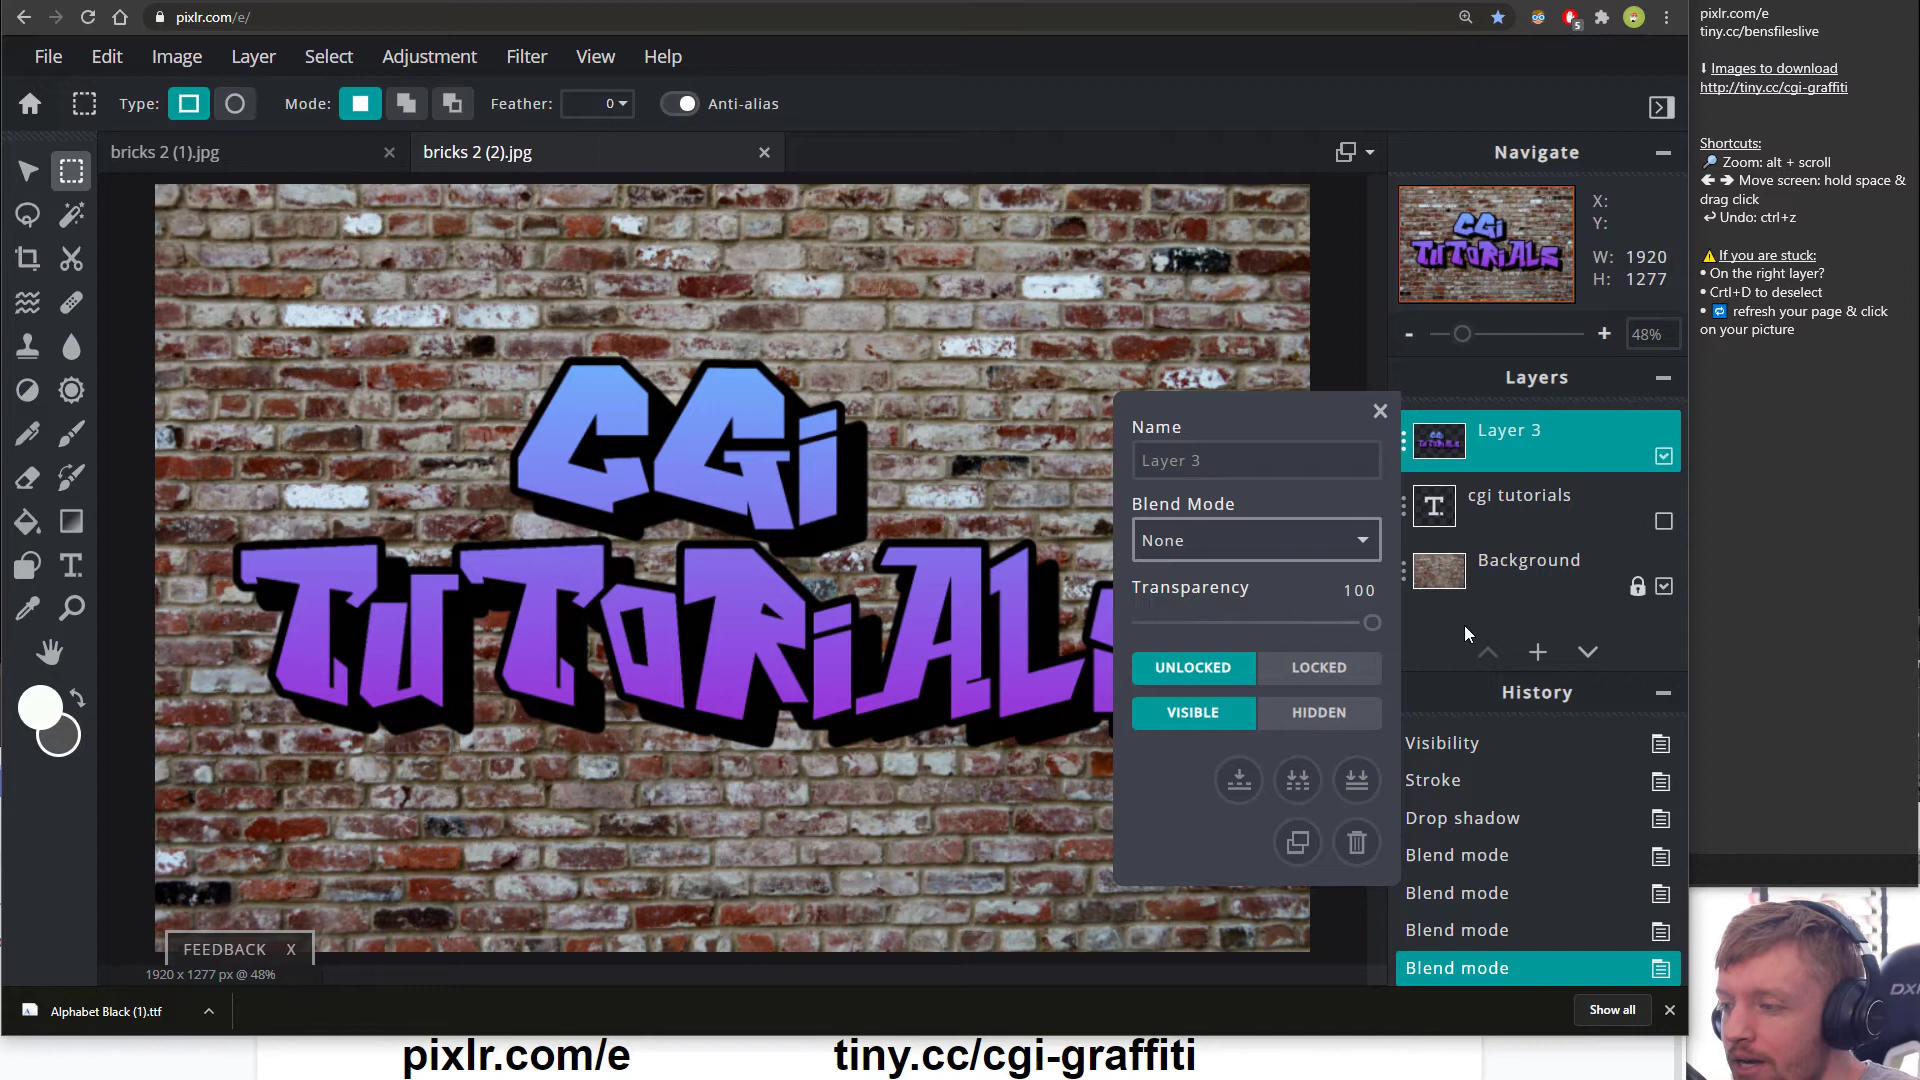 pixlr.com/e/
5
File Edit Image Layer Select Adjustment Filter View Help
Type: Mode: Feather: 0 Anti-alias
bricks 2 (1).jpg
bricks 2 (2).jpg
CGi
TuToRiALs
FEEDBACK X
1920 x 1277 px @ 48%
Name
Layer 3
Blend Mode
None
Transparency 100
UNLOCKED LOCKED
VISIBLE HIDDEN
Navigate
CGi
TuToRiALs
X:
Y:
W: 1920
H: 1277
- + 48%
Layers
Layer 3
T. cgi tutorials
Background
History
Visibility
Stroke
Drop shadow
Blend mode
Blend mode
Blend mode
Blend mode
Alphabet Black (1).ttf
Show all
pixlr.com/e
tiny.cc/bensfileslive
⬇ Images to download
http://tiny.cc/cgi-graffiti
Shortcuts:
🔎 Zoom: alt + scroll
🡰 🡲 Move screen: hold space &
drag click
↩ Undo: ctrl+z
⚠ If you are stuck:
• On the right layer?
• Crtl+D to deselect
• 🔁 refresh your page & click
on your picture
DXR
pixlr.com/e tiny.cc/cgi-graffiti